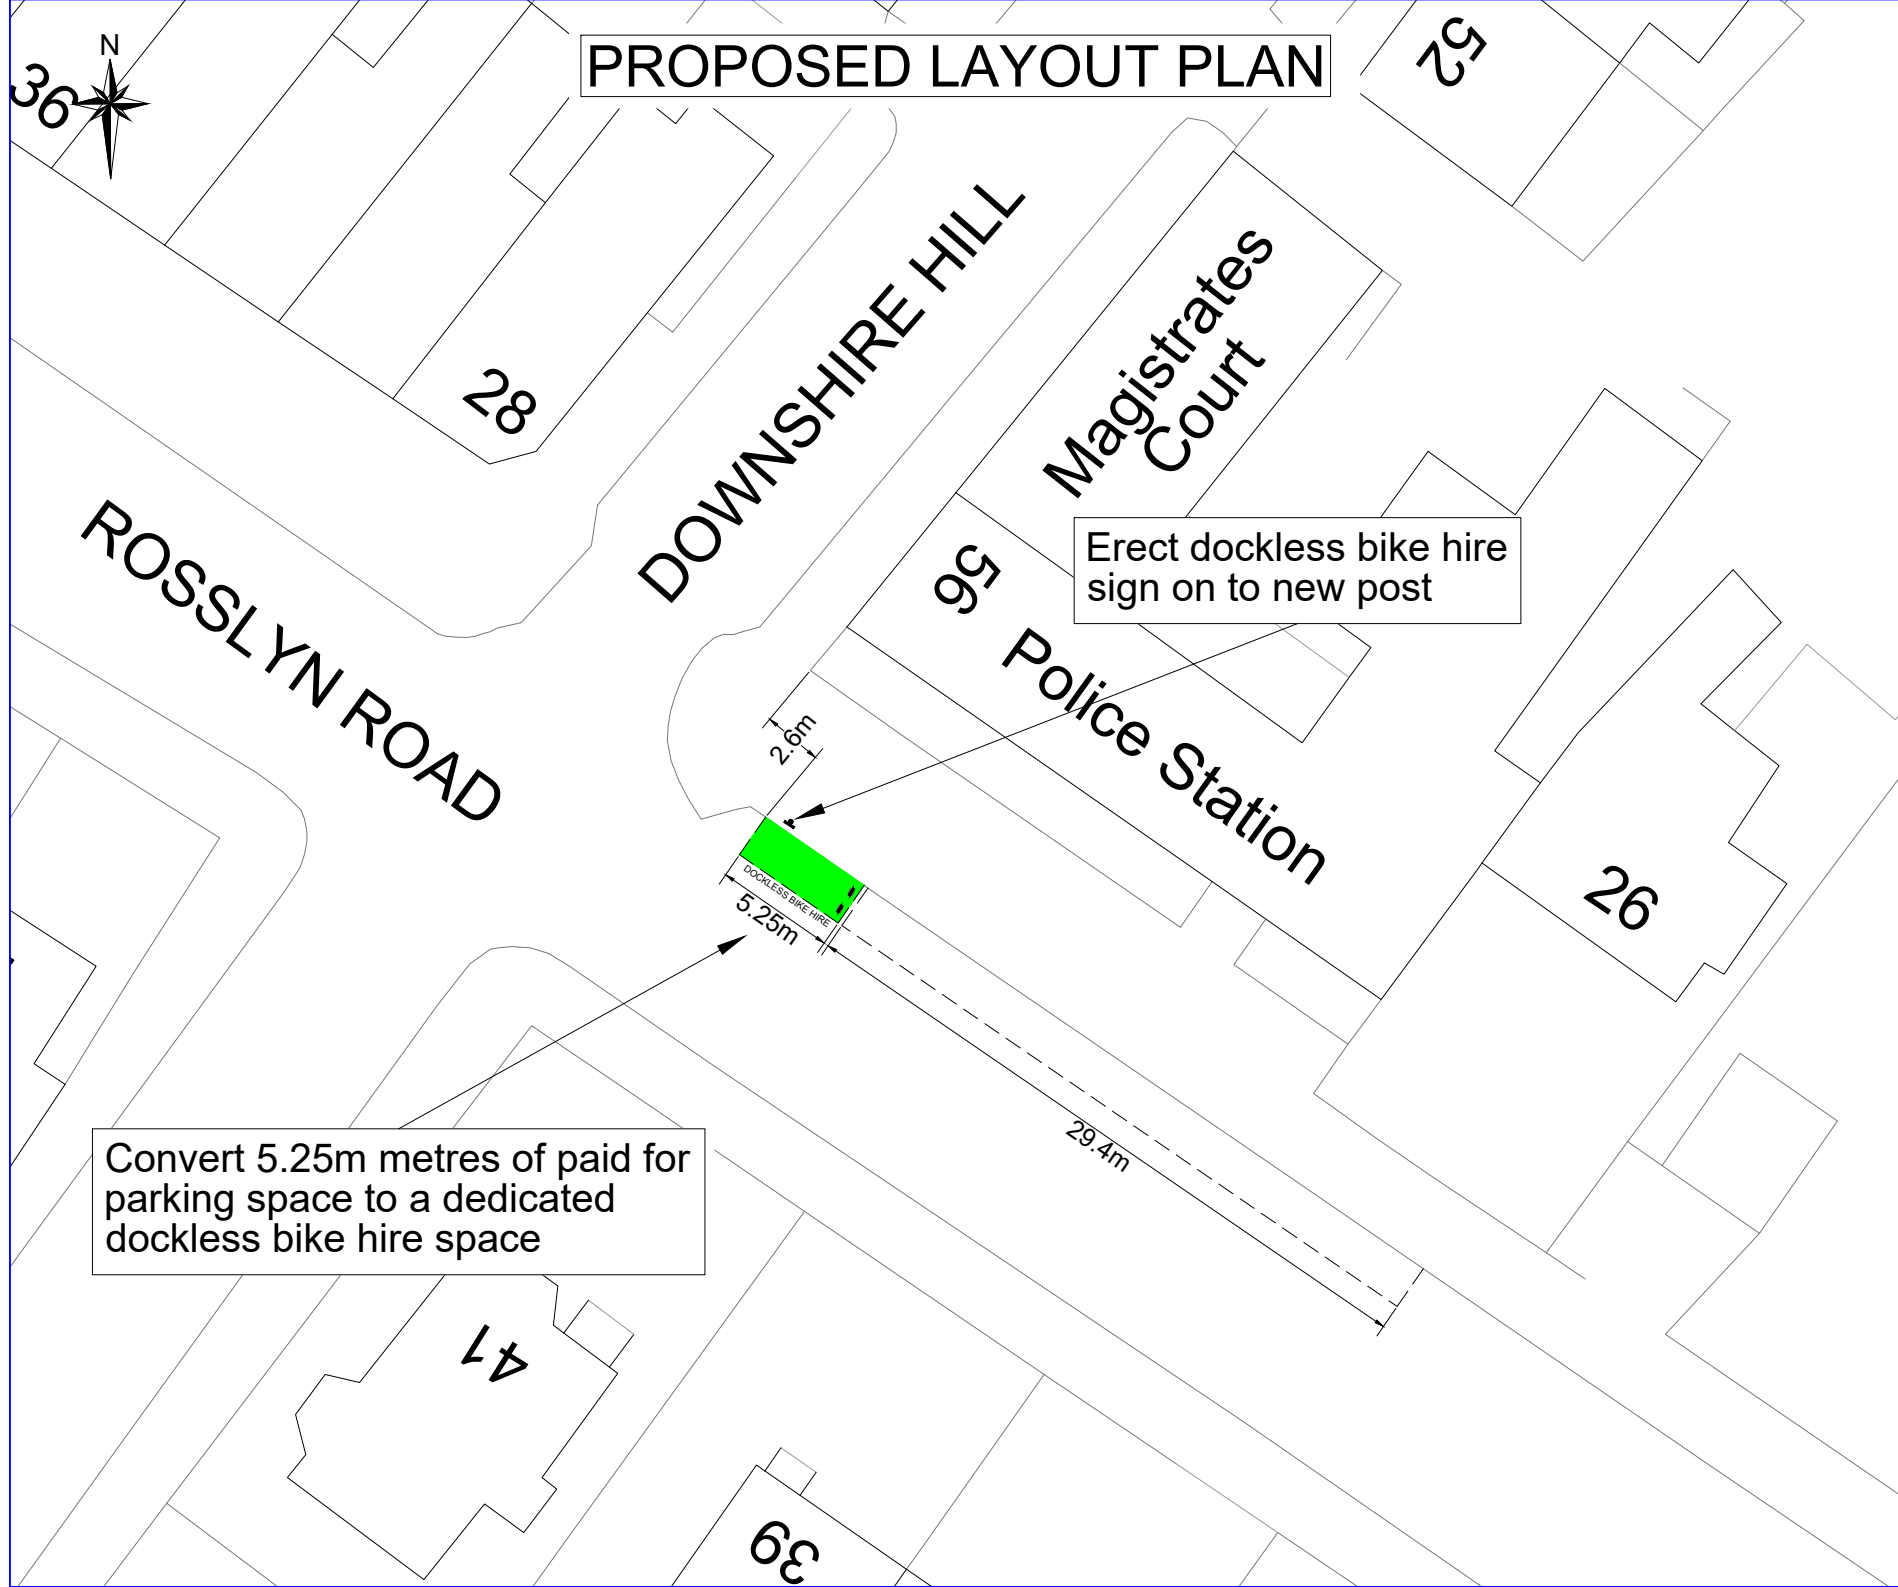 PROPOSED LAYOUT PLAN
N
36
52
28
DOWNSHIRE HILL
Magistrates
Court
ROSSLYN ROAD
56
Erect dockless bike hire
sign on to new post
Police Station
2.6m
DOCKLESS BIKE HIRE
5.25m
26
29.4m
Convert 5.25m metres of paid for
parking space to a dedicated
dockless bike hire space
41
39